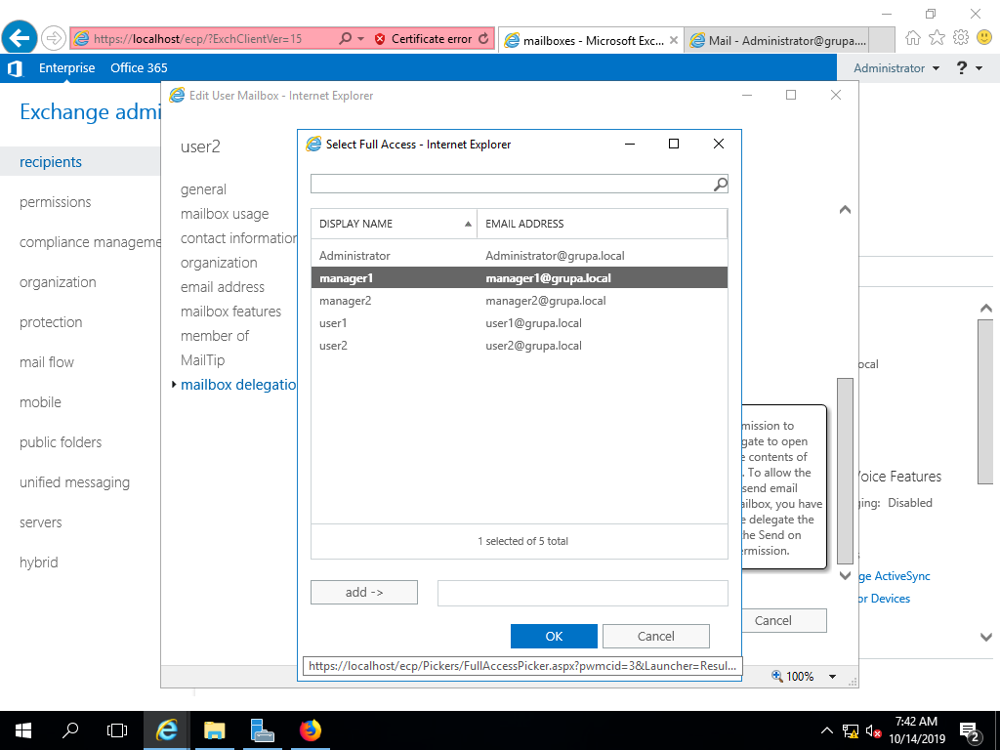 https://localhost/ecp/?ExchClientVer=15
Certificate error
mailboxes - Microsoft Exc...
Mail - Administrator@grupa....
Enterprise
Office 365
Administrator
?
Exchange admi
Edit User Mailbox - Internet Explorer
recipients
permissions
compliance manageme
organization
protection
mail flow
mobile
public folders
unified messaging
servers
hybrid
user2
general
mailbox usage
contact information
organization
email address
mailbox features
member of
MailTip
mailbox delegatio
Select Full Access - Internet Explorer
DISPLAY NAME
EMAIL ADDRESS
Administrator
Administrator@grupa.local
manager1
manager1@grupa.local
manager2
manager2@grupa.local
user1
user1@grupa.local
user2
user2@grupa.local
1 selected of 5 total
add ->
OK
Cancel
https://localhost/ecp/Pickers/FullAccessPicker.aspx?pwmcid=3&Launcher=Resul...
mission to
gate to open
e contents of
. To allow the
send email
ailbox, you have
e delegate the
the Send on
ermission.
Cancel
100%
ocal
Voice Features
ging: Disabled
ge ActiveSync
or Devices
7:42 AM
10/14/2019
2